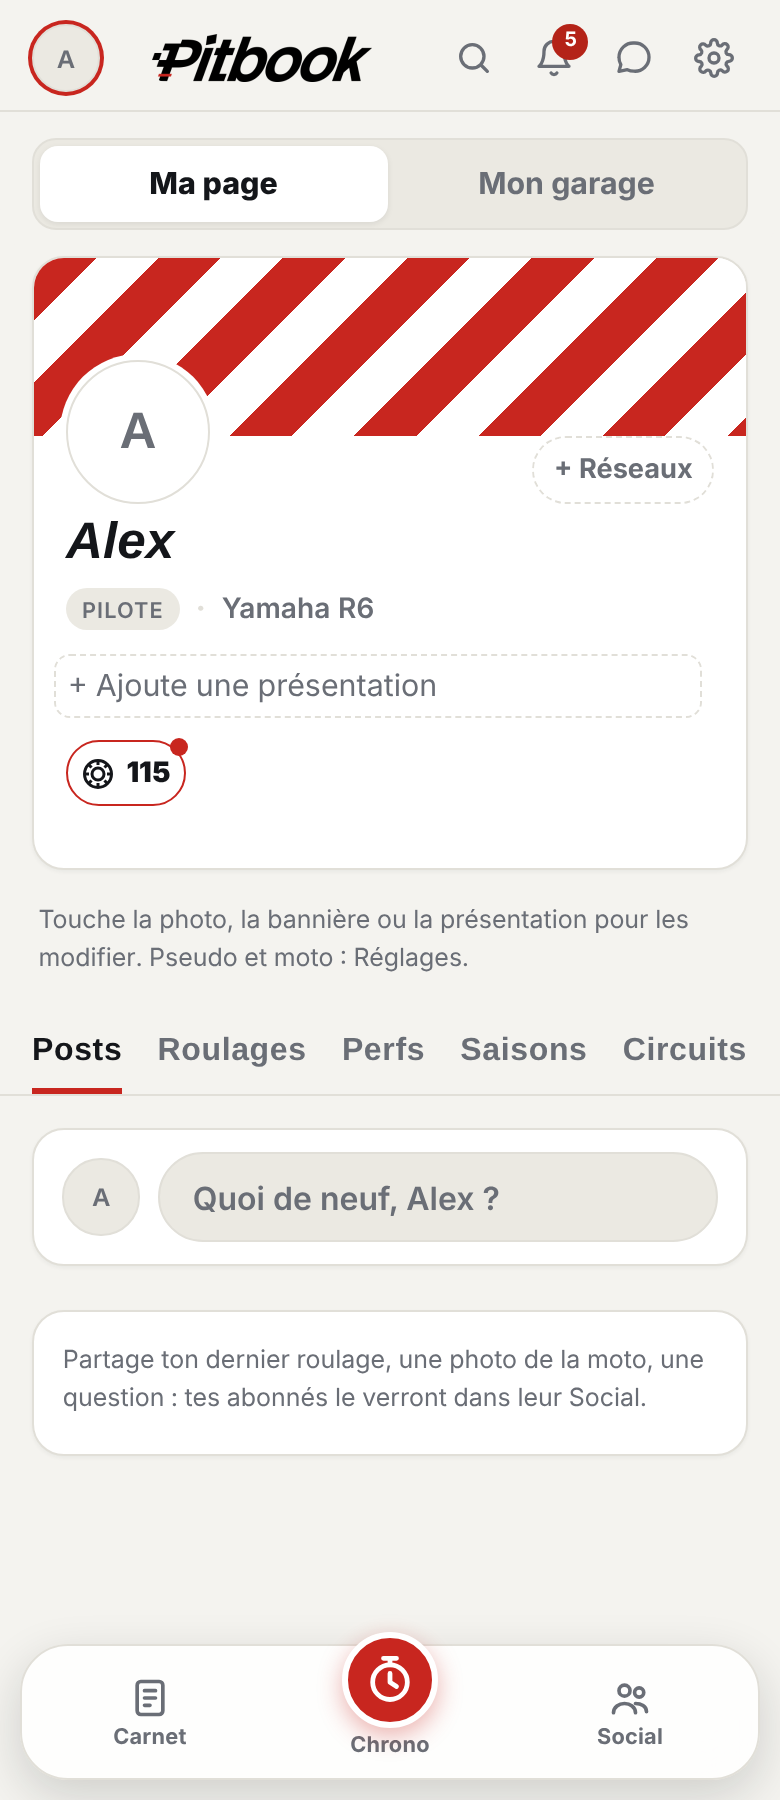 A
Pitbook
5
Ma page
Mon garage
A
+ Réseaux
Alex
PILOTE · Yamaha R6
+ Ajoute une présentation
115
Touche la photo, la bannière ou la présentation pour les
modifier. Pseudo et moto : Réglages.
Posts Roulages Perfs Saisons Circuits
A
Quoi de neuf, Alex ?
Partage ton dernier roulage, une photo de la moto, une
question : tes abonnés le verront dans leur Social.
Carnet
Chrono
Social